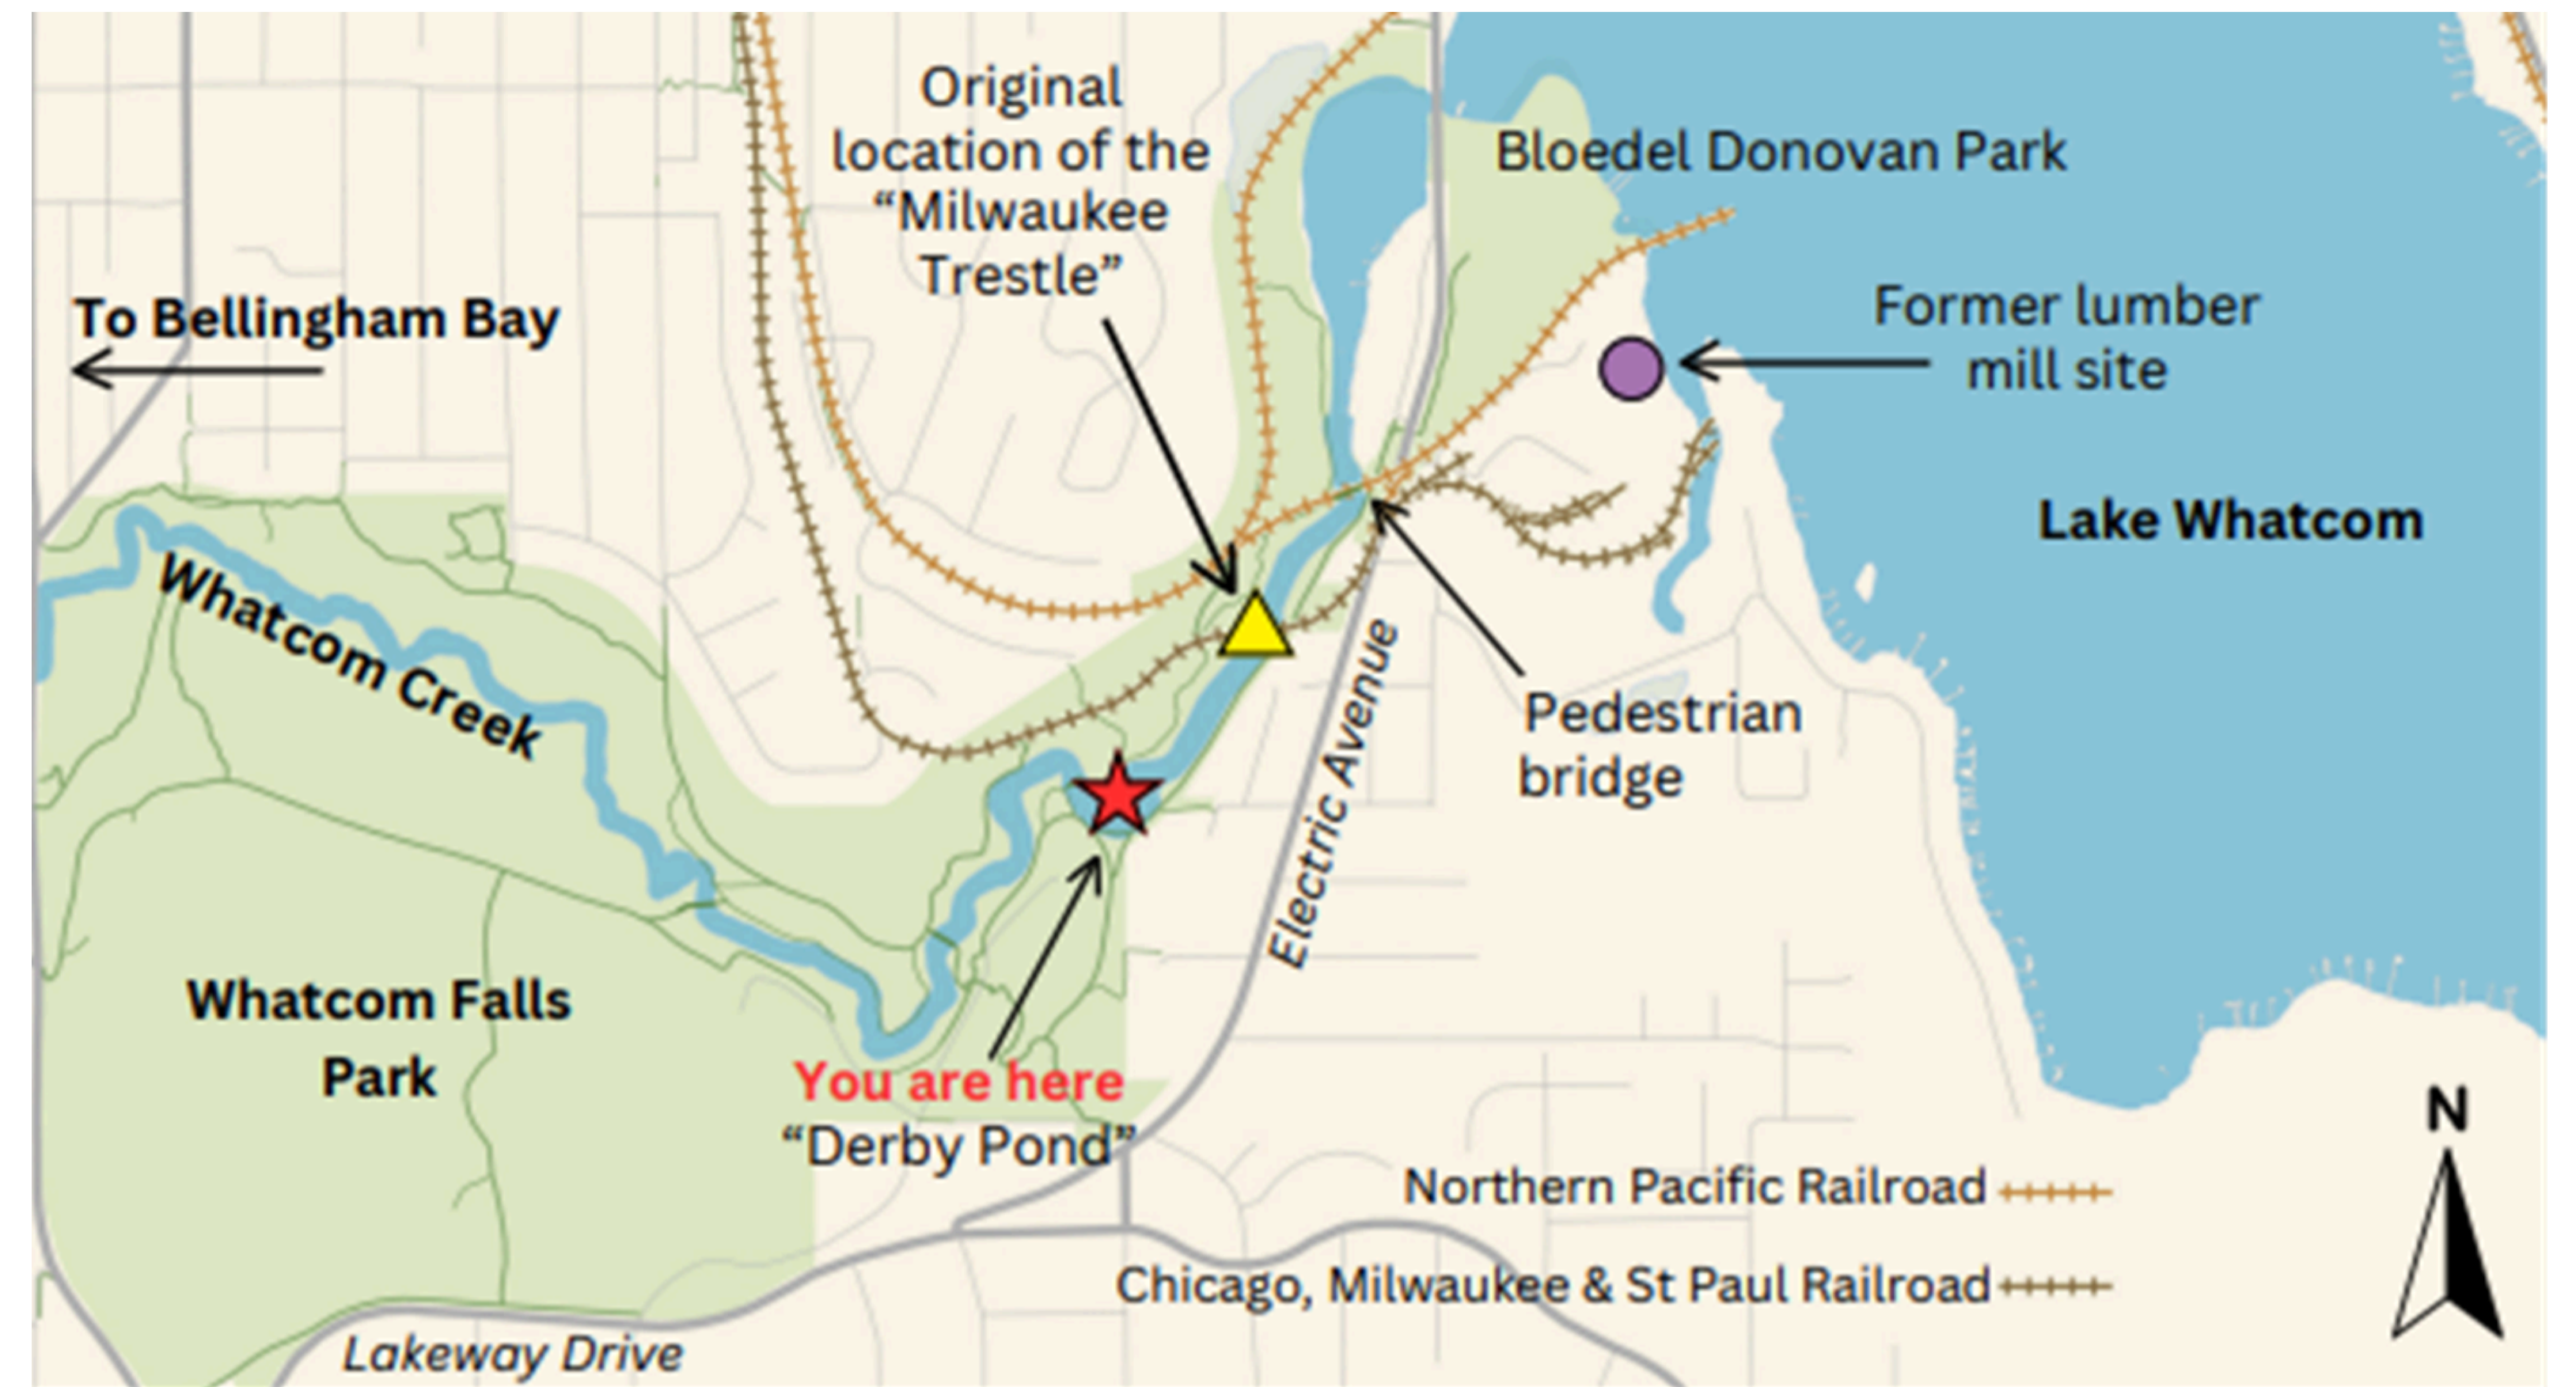 Original
location of the
“Milwaukee
Trestle”
Bloedel Donovan Park
To Bellingham Bay
Former lumber
mill site
Lake Whatcom
Whatcom Creek
Pedestrian
bridge
Electric Avenue
Whatcom Falls
Park
You are here
“Derby Pond”
N
Northern Pacific Railroad
Chicago, Milwaukee & St Paul Railroad
Lakeway Drive